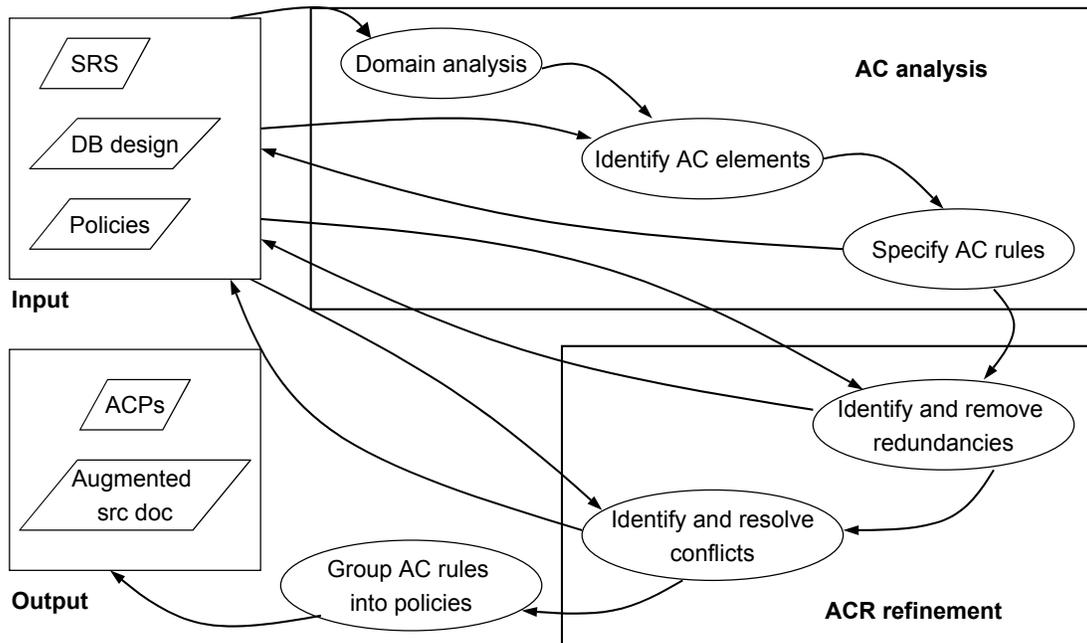 SRS
DB design
Policies
Input
Domain analysis
AC analysis
Identify AC elements
Specify AC rules
ACPs
Augmented
src doc
Output
Identify and remove
redundancies
Identify and resolve
conflicts
Group AC rules
into policies
ACR refinement